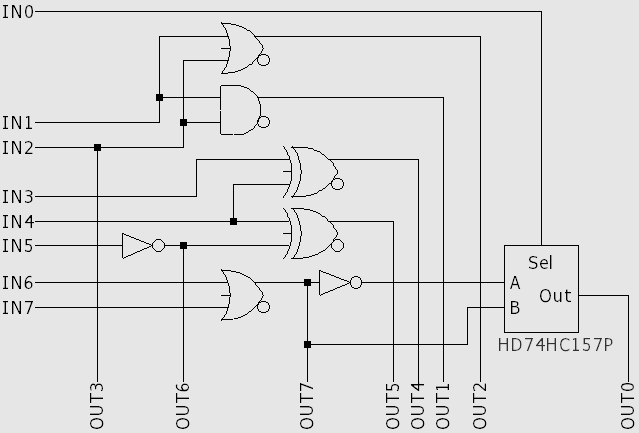 IN0
IN1
IN2
IN3
IN4
IN5
IN6
IN7
Sel
A
B
Out
HD74HC157P
OUT3
OUT6
OUT7
OUT5
OUT4
OUT1
OUT2
OUT0